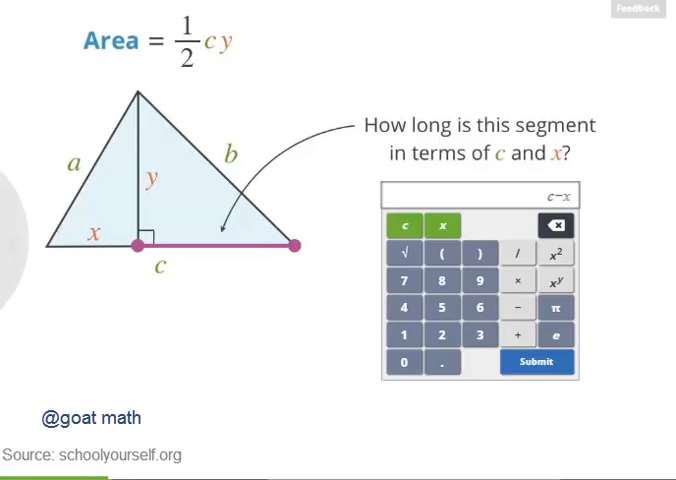 Feedback
Area = 1/2 c y
a
b
y
x
c
How long is this segment
in terms of c and x?
c−x
c x
√ ( ) / x²
7 8 9 × xʸ
4 5 6 − π
1 2 3 + e
0 . Submit
@goat math
Source: schoolyourself.org